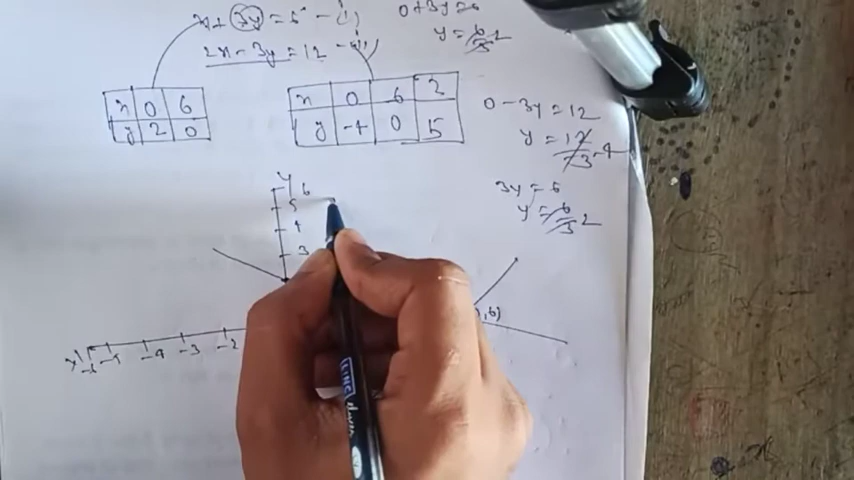 x + 3y = 6 - (i)
2x - 3y = 12 - (ii)
x 0 6
y 2 0
x 0 6 2
y -4 0 5
0 + 3y = 6
y = 6/3 2
0 - 3y = 12
y = 12/-3 -4
3y = 6
y = 6/3 2
y
6
5
4
3
x' -6 -5 -4 -3 -2
LINC